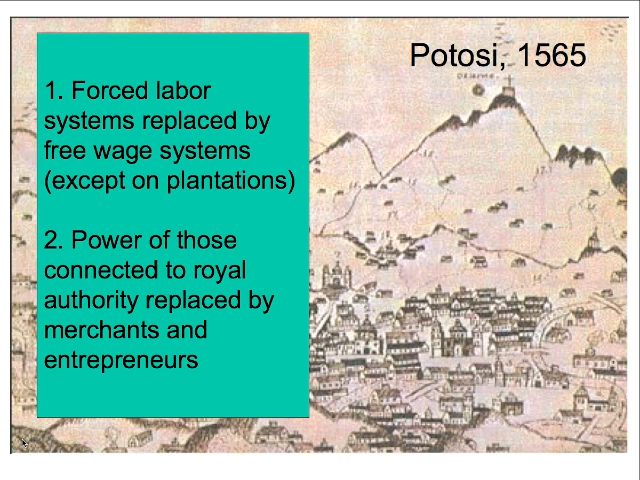 Potosi, 1565
1. Forced labor
systems replaced by
free wage systems
(except on plantations)
2. Power of those
connected to royal
authority replaced by
merchants and
entrepreneurs